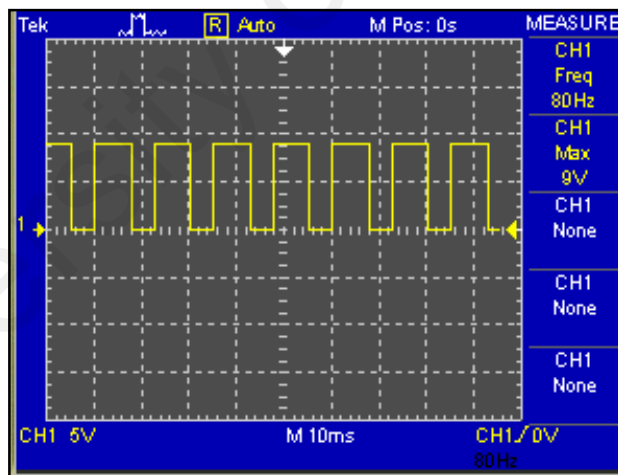 Tek R Auto M Pos: 0s MEASURE
CH1
Freq
80Hz
CH1
Max
9V
CH1
None
CH1
None
CH1
None
1
CH1 5V M 10ms CH1 0V
80Hz